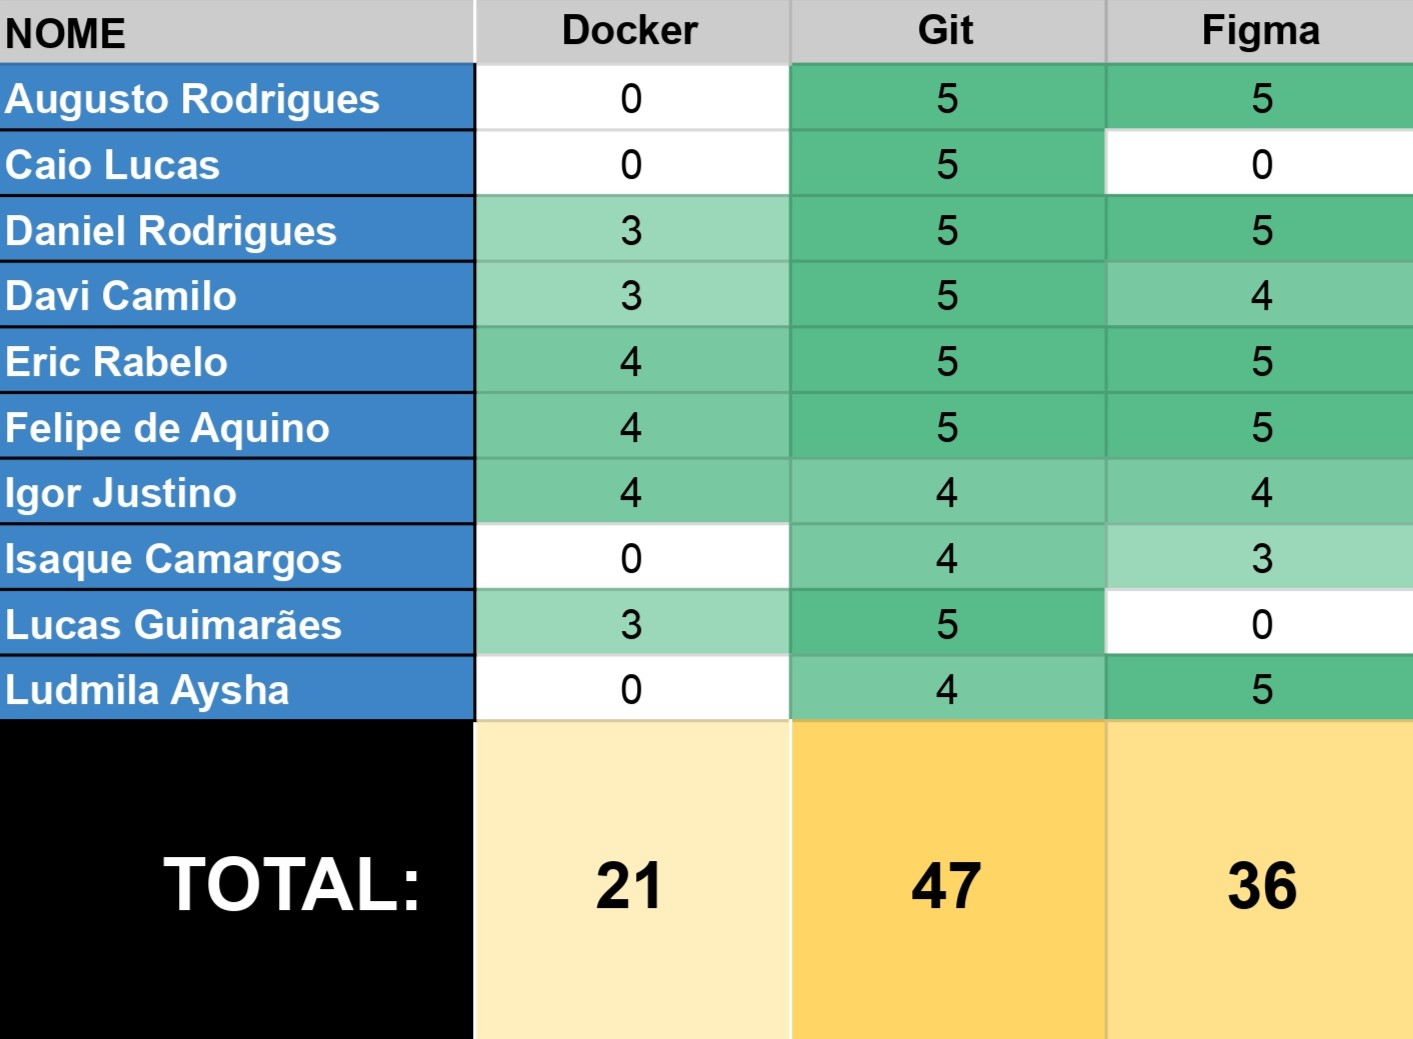 NOME Docker Git Figma
Augusto Rodrigues 0 5 5
Caio Lucas 0 5 0
Daniel Rodrigues 3 5 5
Davi Camilo 3 5 4
Eric Rabelo 4 5 5
Felipe de Aquino 4 5 5
Igor Justino 4 4 4
Isaque Camargos 0 4 3
Lucas Guimarães 3 5 0
Ludmila Aysha 0 4 5
TOTAL: 21 47 36